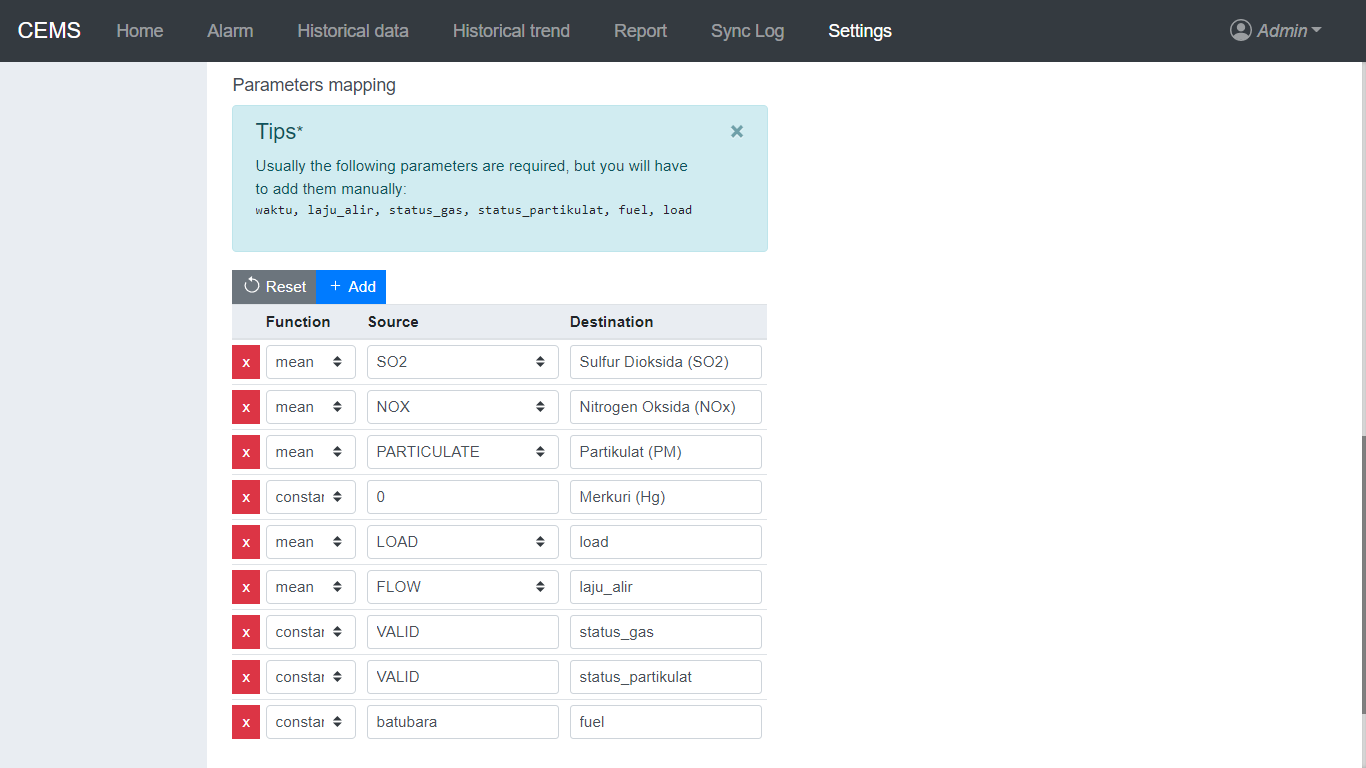 CEMS Home Alarm Historical data Historical trend Report Sync Log Settings Admin
Parameters mapping
Tips* ×
Usually the following parameters are required, but you will have
to add them manually:
waktu, laju_alir, status_gas, status_partikulat, fuel, load
Reset + Add
Function Source Destination
x mean SO2 Sulfur Dioksida (SO2)
x mean NOX Nitrogen Oksida (NOx)
x mean PARTICULATE Partikulat (PM)
x constar 0 Merkuri (Hg)
x mean LOAD load
x mean FLOW laju_alir
x constar VALID status_gas
x constar VALID status_partikulat
x constar batubara fuel